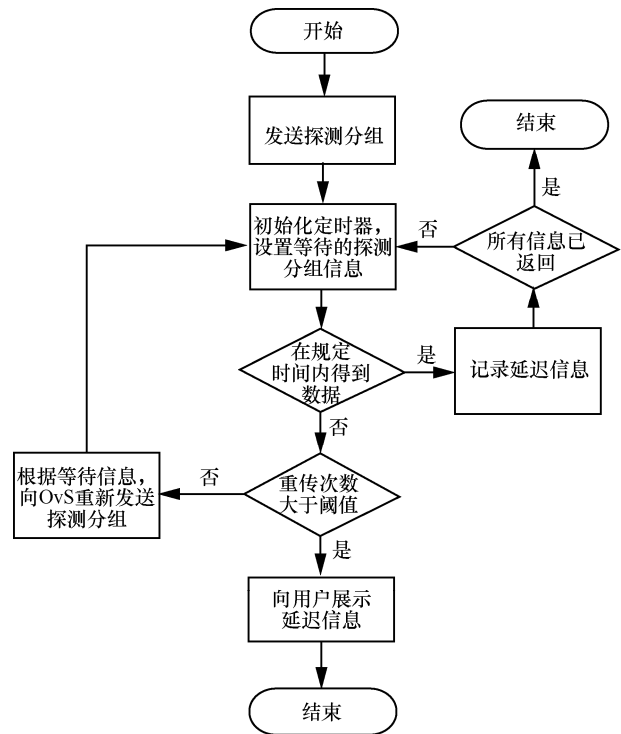 开始
发送探测分组
结束
是
初始化定时器，
设置等待的探测
分组信息
否
所有信息已
返回
在规定
时间内得到
数据
是
记录延迟信息
否
根据等待信息，
向OvS重新发送
探测分组
否
重传次数
大于阈值
是
向用户展示
延迟信息
结束